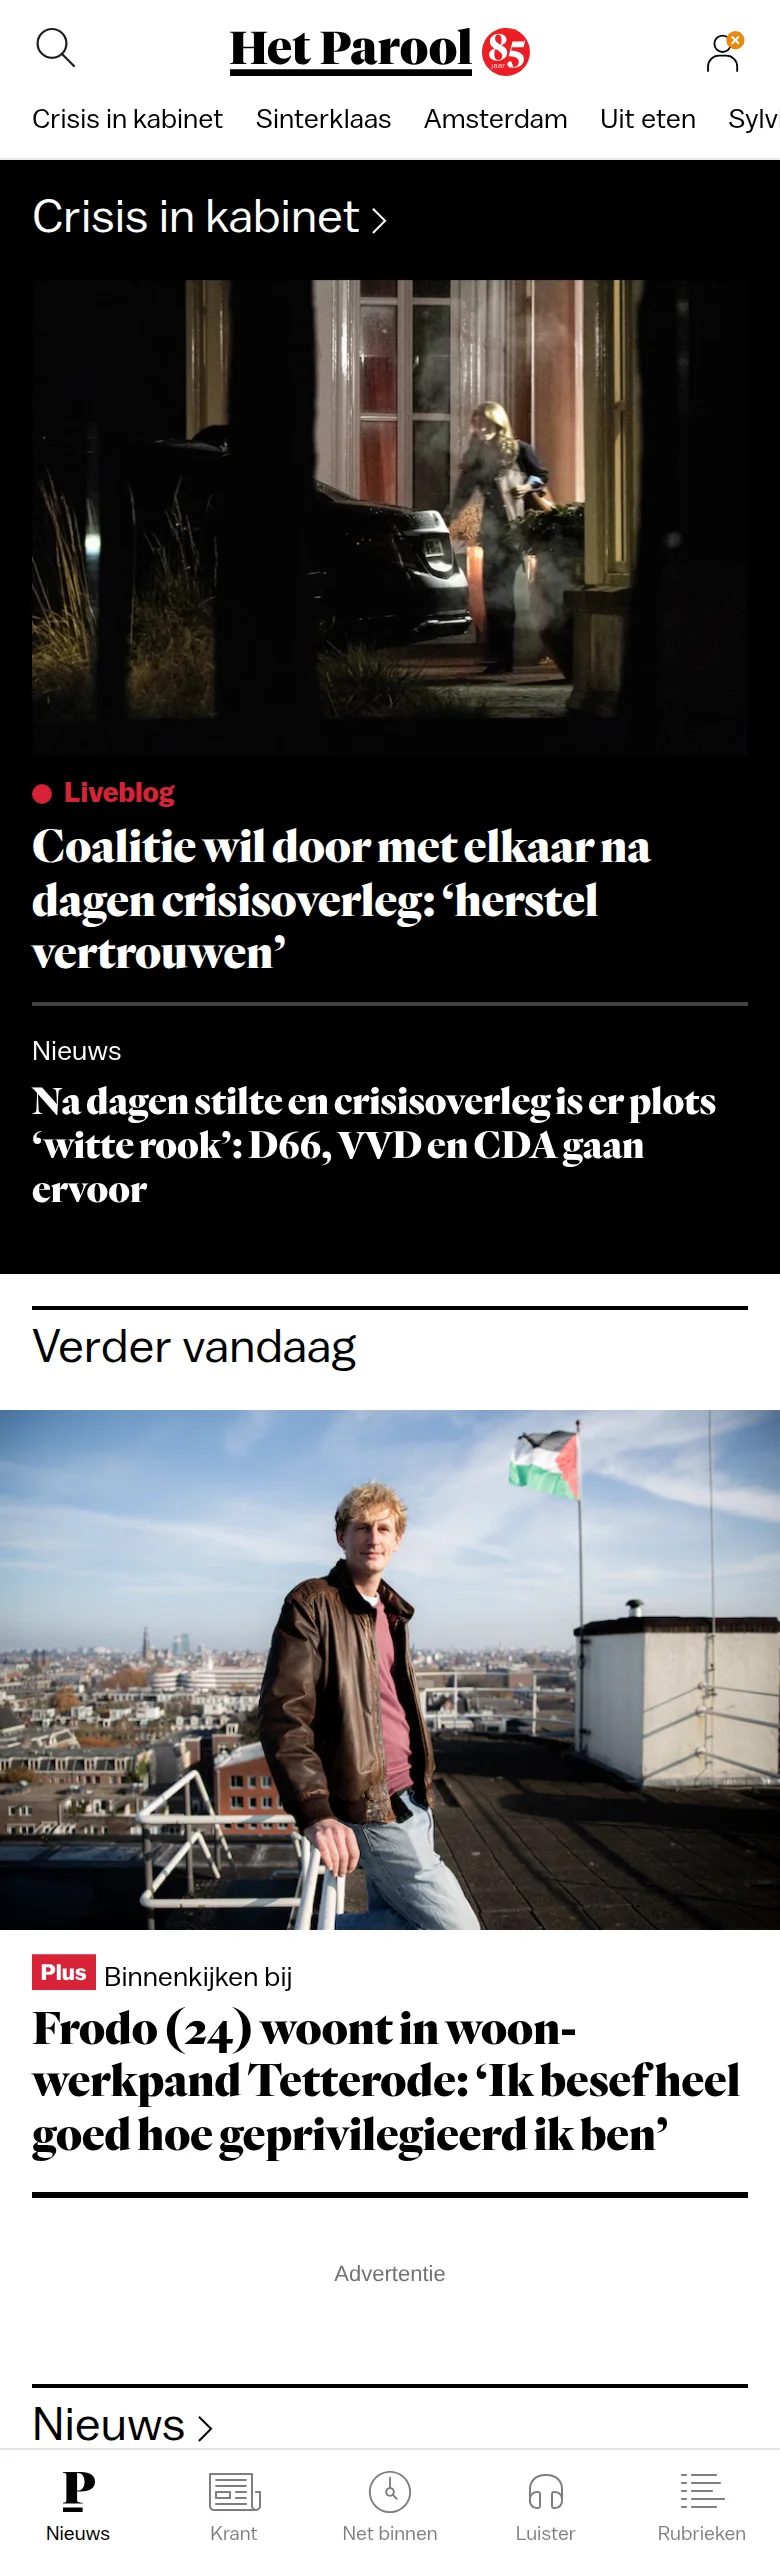 Het Parool 85 jaar
Crisis in kabinet Sinterklaas Amsterdam Uit eten Sylvi
Crisis in kabinet
Liveblog
Coalitie wil door met elkaar na
dagen crisisoverleg: ‘herstel
vertrouwen’
Nieuws
Na dagen stilte en crisisoverleg is er plots
‘witte rook’: D66, VVD en CDA gaan
ervoor
Verder vandaag
Plus Binnenkijken bij
Frodo (24) woont in woon-
werkpand Tetterode: ‘Ik besef heel
goed hoe geprivilegieerd ik ben’
Advertentie
Nieuws
P
Nieuws Krant Net binnen Luister Rubrieken